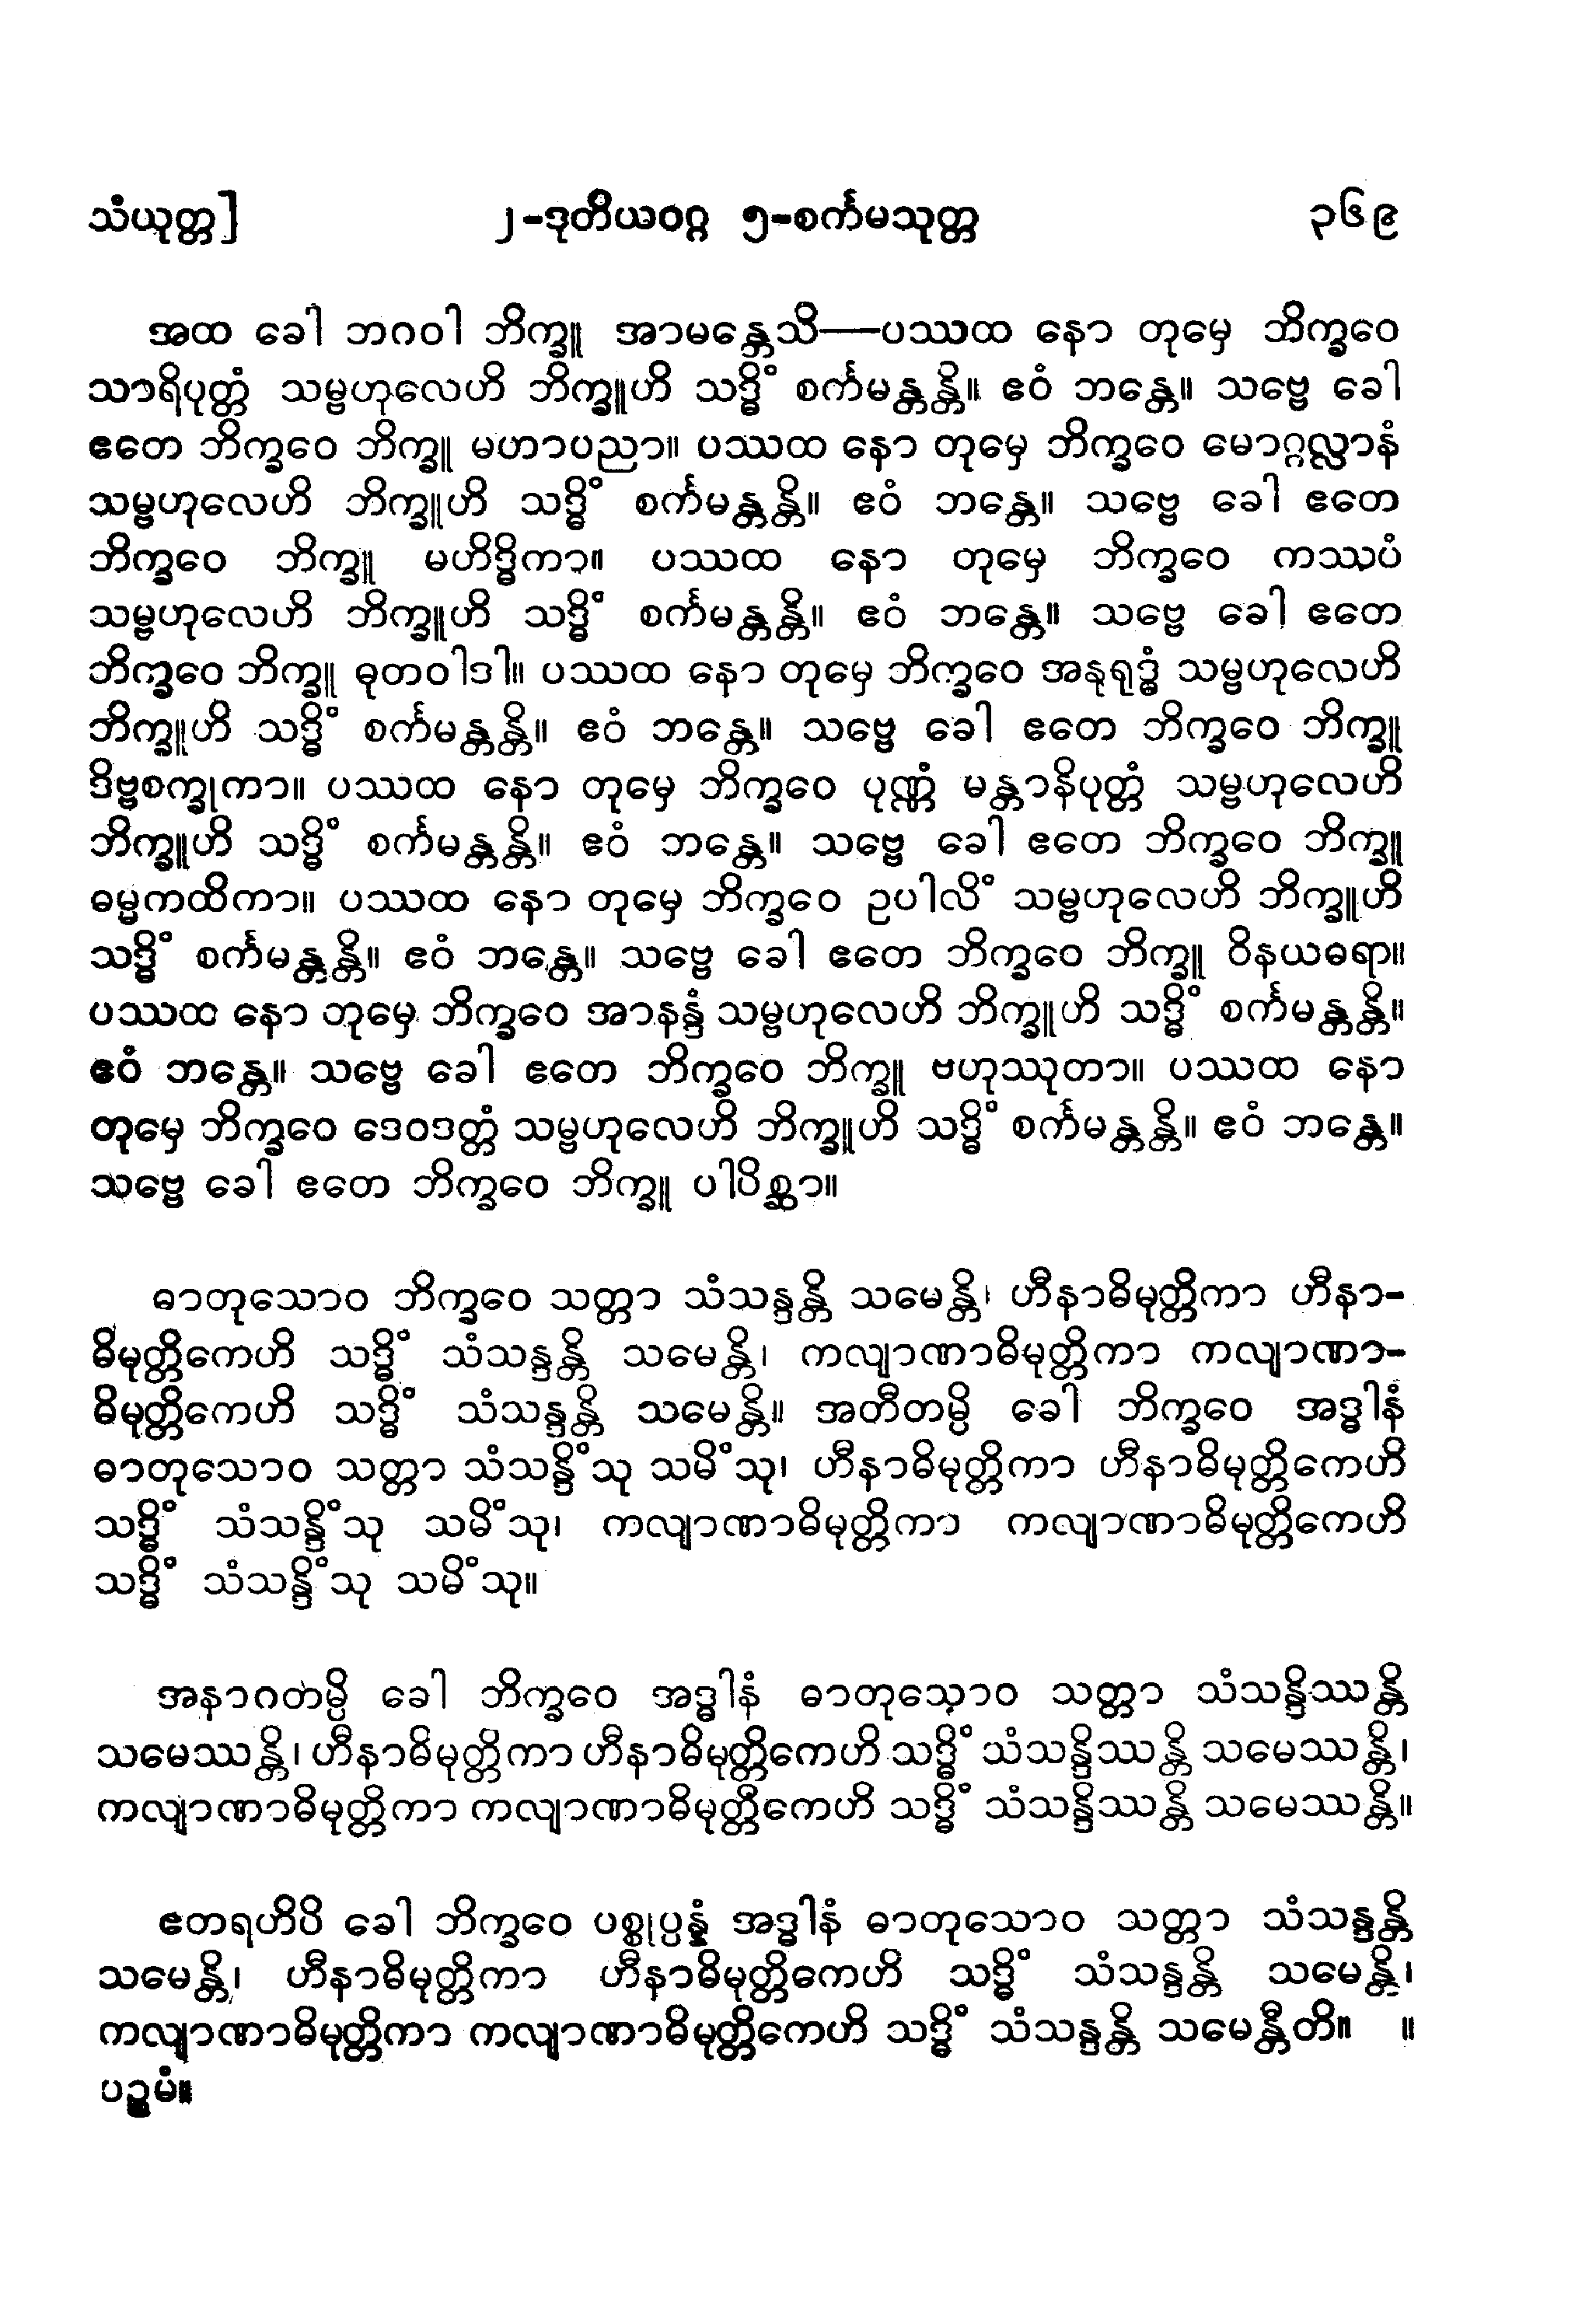 သံယုတ္တ] ၂-ဒုတိယဝဂ္ဂ ၅-စင်္ကမသုတ္တ ၃၆၉
အထ ခေါ ဘဂဝါ ဘိက္ခူ အာမန္တေသိ—ပဿထ နော တုမှေ ဘိက္ခဝေ
သာရိပုတ္တံ သမ္ဗဟုလေဟိ ဘိက္ခူဟိ သဒ္ဓိံ စင်္ကမန္တန္တိ။ ဧဝံ ဘန္တေ။ သဗ္ဗေ ခေါ
ဧတေ ဘိက္ခဝေ ဘိက္ခူ မဟာပညာ။ ပဿထ နော တုမှေ ဘိက္ခဝေ မောဂ္ဂလ္လာနံ
သမ္ဗဟုလေဟိ ဘိက္ခူဟိ သဒ္ဓိံ စင်္ကမန္တန္တိ။ ဧဝံ ဘန္တေ။ သဗ္ဗေ ခေါ ဧတေ
ဘိက္ခဝေ ဘိက္ခူ မဟိဒ္ဓိကာ။ ပဿထ နော တုမှေ ဘိက္ခဝေ ကဿပံ
သမ္ဗဟုလေဟိ ဘိက္ခူဟိ သဒ္ဓိံ စင်္ကမန္တန္တိ။ ဧဝံ ဘန္တေ။ သဗ္ဗေ ခေါ ဧတေ
ဘိက္ခဝေ ဘိက္ခူ ဓုတဝါဒါ။ ပဿထ နော တုမှေ ဘိက္ခဝေ အနုရုဒ္ဓံ သမ္ဗဟုလေဟိ
ဘိက္ခူဟိ သဒ္ဓိံ စင်္ကမန္တန္တိ။ ဧဝံ ဘန္တေ။ သဗ္ဗေ ခေါ ဧတေ ဘိက္ခဝေ ဘိက္ခူ
ဒိဗ္ဗစက္ခုကာ။ ပဿထ နော တုမှေ ဘိက္ခဝေ ပုဏ္ဏံ မန္တာနိပုတ္တံ သမ္ဗဟုလေဟိ
ဘိက္ခူဟိ သဒ္ဓိံ စင်္ကမန္တန္တိ။ ဧဝံ ဘန္တေ။ သဗ္ဗေ ခေါ ဧတေ ဘိက္ခဝေ ဘိက္ခူ
ဓမ္မကထိကာ။ ပဿထ နော တုမှေ ဘိက္ခဝေ ဥပါလိံ သမ္ဗဟုလေဟိ ဘိက္ခူဟိ
သဒ္ဓိံ စင်္ကမန္တန္တိ။ ဧဝံ ဘန္တေ။ သဗ္ဗေ ခေါ ဧတေ ဘိက္ခဝေ ဘိက္ခူ ဝိနယဓရာ။
ပဿထ နော တုမှေ ဘိက္ခဝေ အာနန္ဒံ သမ္ဗဟုလေဟိ ဘိက္ခူဟိ သဒ္ဓိံ စင်္ကမန္တန္တိ။
ဧဝံ ဘန္တေ။ သဗ္ဗေ ခေါ ဧတေ ဘိက္ခဝေ ဘိက္ခူ ဗဟုဿုတာ။ ပဿထ နော
တုမှေ ဘိက္ခဝေ ဒေဝဒတ္တံ သမ္ဗဟုလေဟိ ဘိက္ခူဟိ သဒ္ဓိံ စင်္ကမန္တန္တိ။ ဧဝံ ဘန္တေ။
သဗ္ဗေ ခေါ ဧတေ ဘိက္ခဝေ ဘိက္ခူ ပါပိစ္ဆာ။
ဓာတုသောဝ ဘိက္ခဝေ သတ္တာ သံသန္ဒန္တိ သမေန္တိ၊ ဟီနာဓိမုတ္တိကာ ဟီနာ-
ဓိမုတ္တိကေဟိ သဒ္ဓိံ သံသန္ဒန္တိ သမေန္တိ၊ ကလျာဏာဓိမုတ္တိကာ ကလျာဏာ-
ဓိမုတ္တိကေဟိ သဒ္ဓိံ သံသန္ဒန္တိ သမေန္တိ။ အတီတမ္ပိ ခေါ ဘိက္ခဝေ အဒ္ဓါနံ
ဓာတုသောဝ သတ္တာ သံသန္ဒိံသု သမိံသု၊ ဟီနာဓိမုတ္တိကာ ဟီနာဓိမုတ္တိကေဟိ
သဒ္ဓိံ သံသန္ဒိံသု သမိံသု၊ ကလျာဏာဓိမုတ္တိကာ ကလျာဏာဓိမုတ္တိကေဟိ
သဒ္ဓိံ သံသန္ဒိံသု သမိံသု။
အနာဂတမ္ပိ ခေါ ဘိက္ခဝေ အဒ္ဓါနံ ဓာတုသောဝ သတ္တာ သံသန္ဒိဿန္တိ
သမေဿန္တိ၊ ဟီနာဓိမုတ္တိကာ ဟီနာဓိမုတ္တိကေဟိ သဒ္ဓိံ သံသန္ဒိဿန္တိ သမေဿန္တိ၊
ကလျာဏာဓိမုတ္တိကာ ကလျာဏာဓိမုတ္တိကေဟိ သဒ္ဓိံ သံသန္ဒိဿန္တိ သမေဿန္တိ။
ဧတရဟိပိ ခေါ ဘိက္ခဝေ ပစ္စုပ္ပန္နံ အဒ္ဓါနံ ဓာတုသောဝ သတ္တာ သံသန္ဒန္တိ
သမေန္တိ၊ ဟီနာဓိမုတ္တိကာ ဟီနာဓိမုတ္တိကေဟိ သဒ္ဓိံ သံသန္ဒန္တိ သမေန္တိ၊
ကလျာဏာဓိမုတ္တိကာ ကလျာဏာဓိမုတ္တိကေဟိ သဒ္ဓိံ သံသန္ဒန္တိ သမေန္တီတိ။ ။
ပဉ္စမံ။